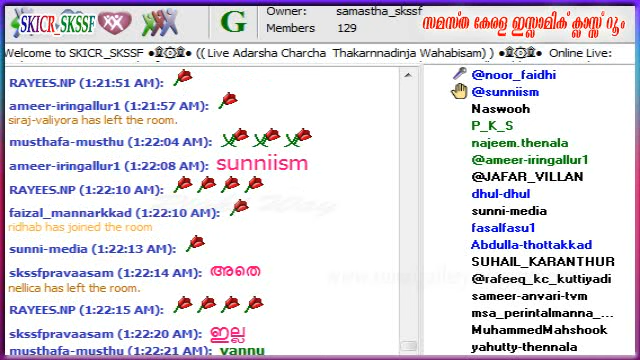 SKICR_SKSSF
G
Owner: samastha_skssf
Members 129
സമസ്ത കേരള ഇസ്ലാമിക് ക്ലാസ്സ് റൂം
Welcome to SKICR_SKSSF ●۩۞۩● (( Live Adarsha Charcha Thakarnnadinja Wahabisam)) ●۩۞۩● Online Live:
RAYEES.NP (1:21:51 AM):
ameer-iringallur1 (1:21:57 AM):
siraj-valiyora has left the room.
musthafa-musthu (1:22:04 AM):
ameer-iringallur1 (1:22:08 AM): sunniism
RAYEES.NP (1:22:10 AM):
faizal_mannarkkad (1:22:10 AM):
ridhab has joined the room
sunni-media (1:22:13 AM):
skssfpravaasam (1:22:14 AM): അതെ
nellica has left the room.
RAYEES.NP (1:22:15 AM):
skssfpravaasam (1:22:20 AM): ഇല്ല
musthafa-musthu (1:22:21 AM): vannu
@noor_faidhi
@sunniism
Naswooh
P_K_S
najeem.thenala
@ameer-iringallur1
@JAFAR_VILLAN
dhul-dhul
sunni-media
fasalfasu1
Abdulla-thottakkad
SUHAIL_KARANTHUR
@rafeeq_kc_kuttiyadi
sameer-anvari-tvm
msa_perintalmanna_...
MuhammedMahshook
yahutty-thennala